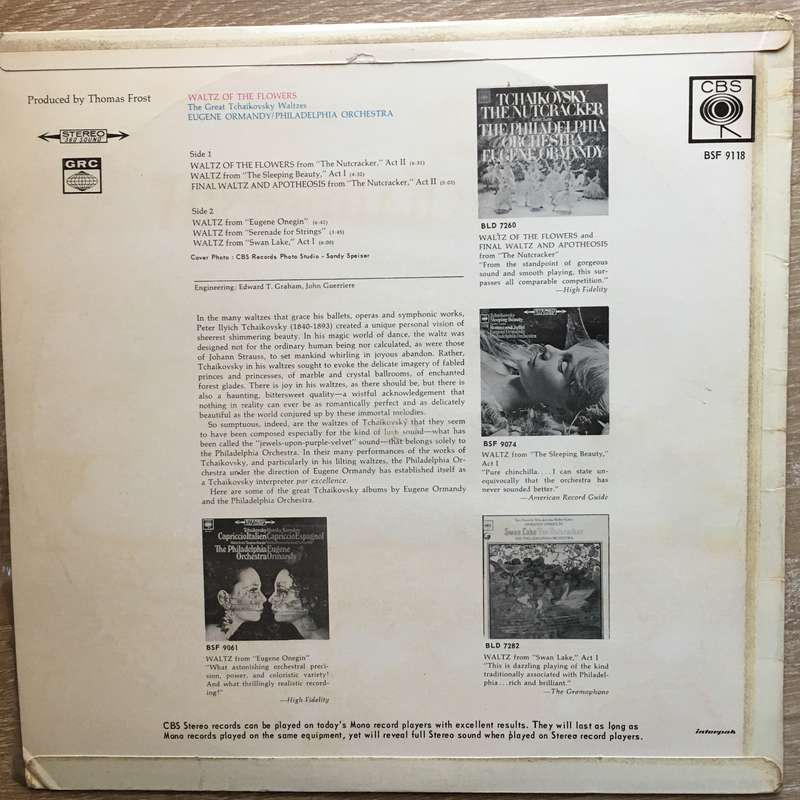 Produced by Thomas Frost
STEREO
360 SOUND
GRC
WALTZ OF THE FLOWERS
The Great Tchaikovsky Waltzes
EUGENE ORMANDY/PHILADELPHIA ORCHESTRA
Side 1
WALTZ OF THE FLOWERS from "The Nutcracker," Act II
WALTZ from "The Sleeping Beauty," Act I (4:32)
FINAL WALTZ AND APOTHEOSIS from "The Nutcracker," Act II
Side 2
WALTZ from "Eugene Onegin"
WALTZ from "Serenade for Strings"
WALTZ from "Swan Lake," Act I
Cover Photo : CBS Records Photo Studio - Sandy Speiser
Engineering: Edward T. Graham, John Guerriere
In the many waltzes that grace his ballets, operas and symphonic works,
Peter Ilyich Tchaikovsky (1840-1893) created a unique personal vision of
sheerest shimmering beauty. In his magic world of dance, the waltz was
designed not for the ordinary human being nor calculated, as were those
of Johann Strauss, to set mankind whirling in joyous abandon. Rather,
Tchaikovsky in his waltzes sought to evoke the delicate imagery of fabled
princes and princesses, of marble and crystal ballrooms, of enchanted
forest glades. There is joy in his waltzes, as there should be, but there is
also a haunting, bittersweet quality—a wistful acknowledgement that
nothing in reality can ever be as romantically perfect and as delicately
beautiful as the world conjured up by these immortal melodies.
So sumptuous, indeed, are the waltzes of Tchaikovsky that they seem
to have been composed especially for the kind of lush sound—what has
been called the "jewels-upon-purple-velvet" sound—that belongs solely to
the Philadelphia Orchestra. In their many performances of the works of
Tchaikovsky, and particularly in his lilting waltzes, the Philadelphia Or-
chestra under the direction of Eugene Ormandy has established itself as
a Tchaikovsky interpreter par excellence.
Here are some of the great Tchaikovsky albums by Eugene Ormandy
and the Philadelphia Orchestra.
CBS
BSF 9118
TCHAIKOVSKY
THE NUTCRACKER
THE PHILADELPHIA
ORCHESTRA
EUGENE ORMANDY
BLD 7260
WALTZ OF THE FLOWERS and
FINAL WALTZ AND APOTHEOSIS
from "The Nutcracker"
"From the standpoint of gorgeous
sound and smooth playing, this sur-
passes all comparable competition."
—High Fidelity
Tchaikovsky
Sleeping Beauty
Romeo and Juliet
BSF 9074
WALTZ from "The Sleeping Beauty,"
Act I
"Pure chinchilla.... I can state un-
equivocally that the orchestra has
never sounded better."
—American Record Guide
Capriccio Italien Capriccio Espagnol
The Philadelphia Eugene
Orchestra Ormandy
BSF 9061
WALTZ from "Eugene Onegin"
"What astonishing orchestral preci-
sion, power, and coloristic variety!
And what thrillingly realistic record-
ing!"
—High Fidelity
Swan Lake The Nutcracker
BLD 7282
WALTZ from "Swan Lake," Act I
"This is dazzling playing of the kind
traditionally associated with Philadel-
phia...rich and brilliant."
—The Gramophone
CBS Stereo records can be played on today's Mono record players with excellent results. They will last as long as
Mono records played on the same equipment, yet will reveal full Stereo sound when played on Stereo record players.
interpak